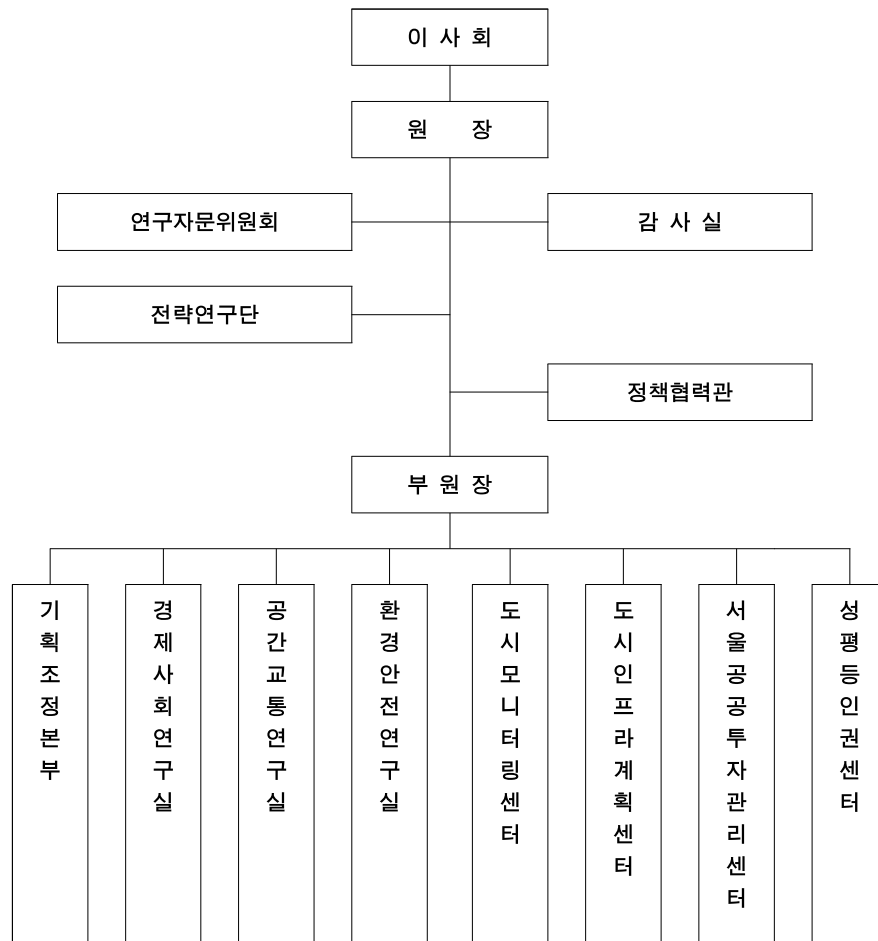 이 사 회
원 장
연구자문위원회
감 사 실
전략연구단
정책협력관
부 원 장
기획조정본부
경제사회연구실
공간교통연구실
환경안전연구실
도시모니터링센터
도시인프라계획센터
서울공공투자관리센터
성평등인권센터